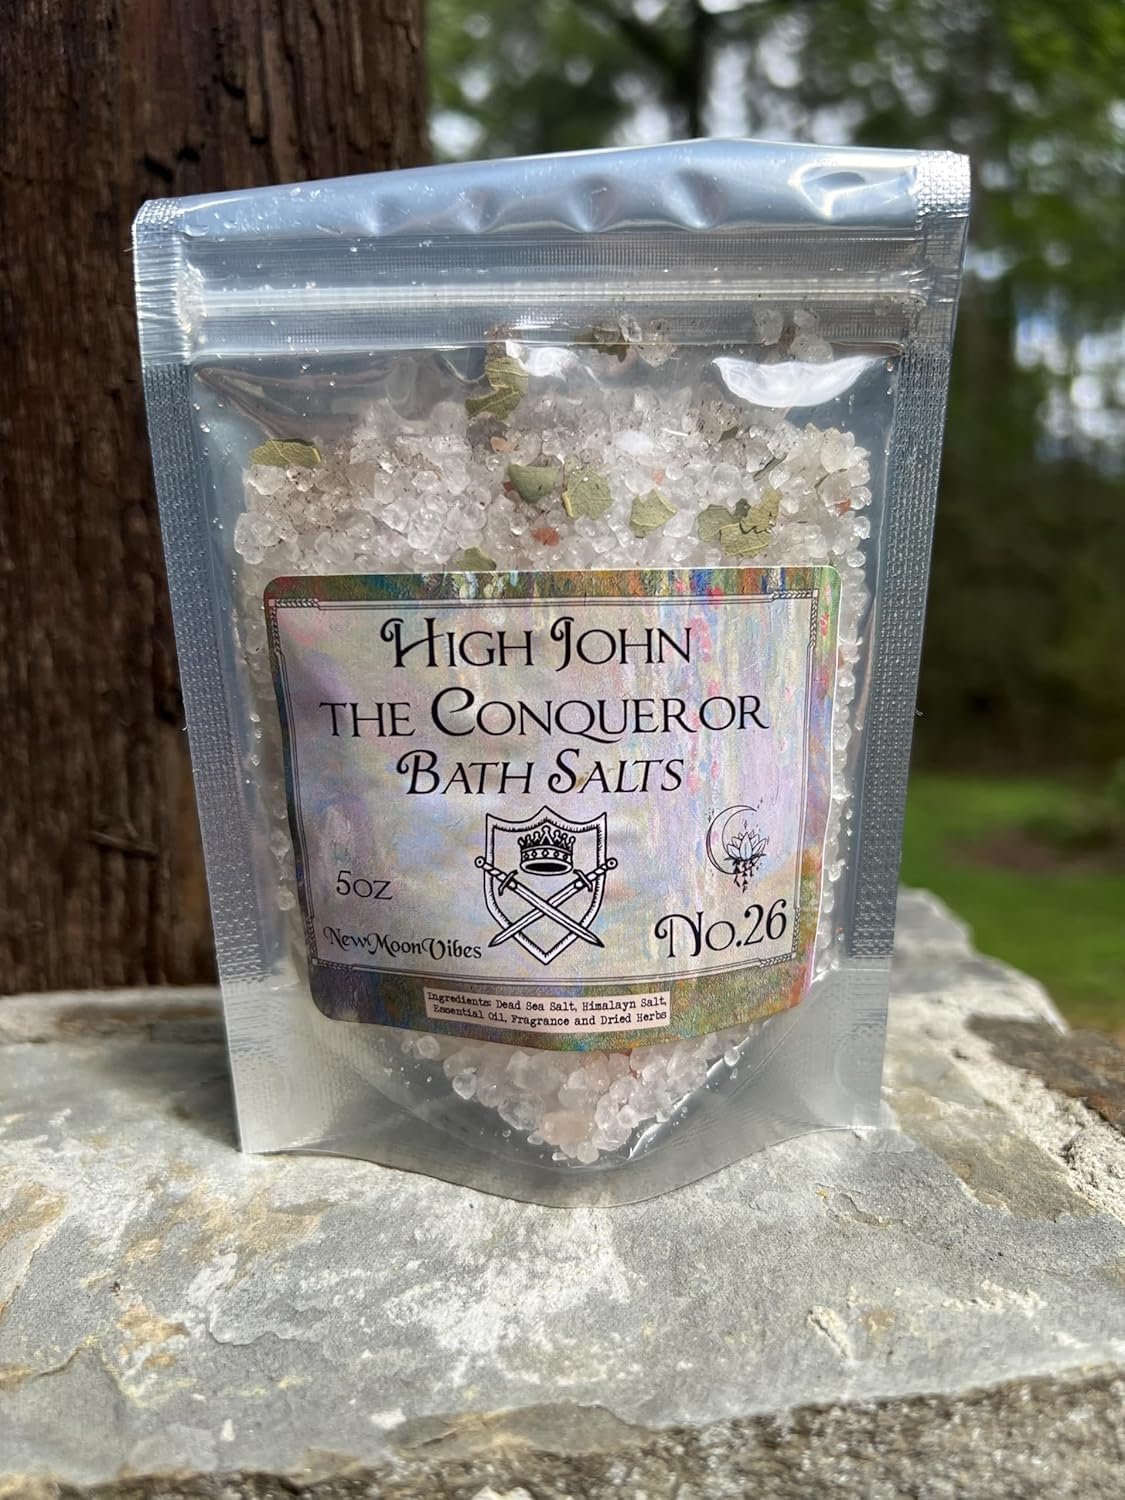 High John
the Conqueror
Bath Salts
5oz
NewMoonVibes
No.26
Ingredients: Dead Sea Salt, Himalayn Salt,
Essential Oil, Fragrance and Dried Herbs